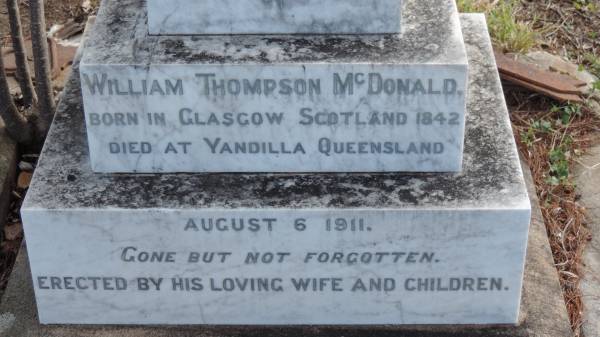 WILLIAM THOMPSON McDONALD.
BORN IN GLASGOW SCOTLAND 1842
DIED AT YANDILLA QUEENSLAND
AUGUST 6 1911.
GONE BUT NOT FORGOTTEN.
ERECTED BY HIS LOVING WIFE AND CHILDREN.